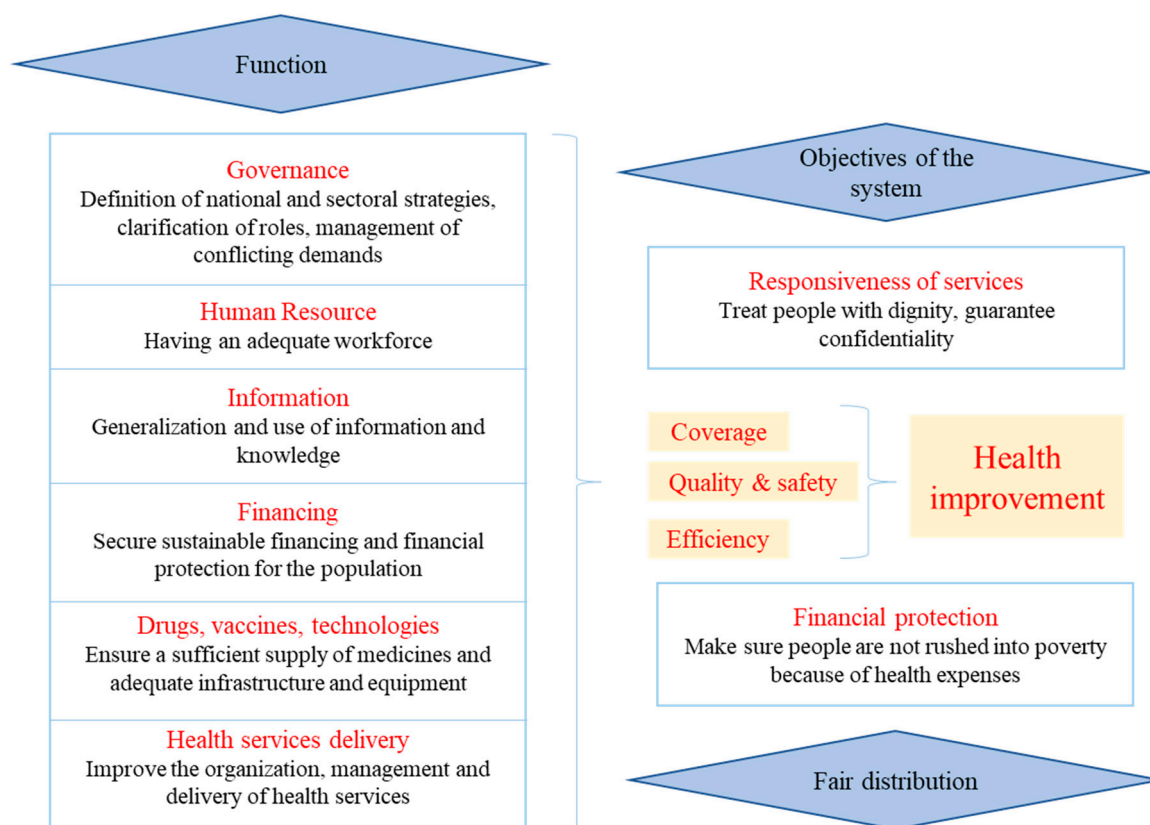 Function
Governance
Definition of national and sectoral strategies,
clarification of roles, management of
conflicting demands
Human Resource
Having an adequate workforce
Information
Generalization and use of information and
knowledge
Financing
Secure sustainable financing and financial
protection for the population
Drugs, vaccines, technologies
Ensure a sufficient supply of medicines and
adequate infrastructure and equipment
Health services delivery
Improve the organization, management and
delivery of health services
Objectives of the
system
Responsiveness of services
Treat people with dignity, guarantee
confidentiality
Coverage
Quality & safety
Efficiency
Health
improvement
Financial protection
Make sure people are not rushed into poverty
because of health expenses
Fair distribution